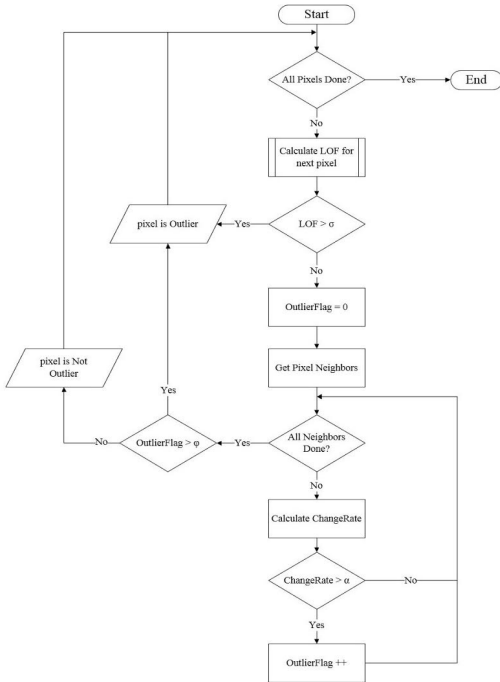 Start
All Pixels Done?
Yes
End
No
Calculate LOF for
next pixel
pixel is Outlier
Yes
LOF > σ
No
OutlierFlag = 0
pixel is Not
Outlier
Get Pixel Neighbors
Yes
No
OutlierFlag > φ
Yes
All Neighbors
Done?
No
Calculate ChangeRate
ChangeRate > α
No
Yes
OutlierFlag ++